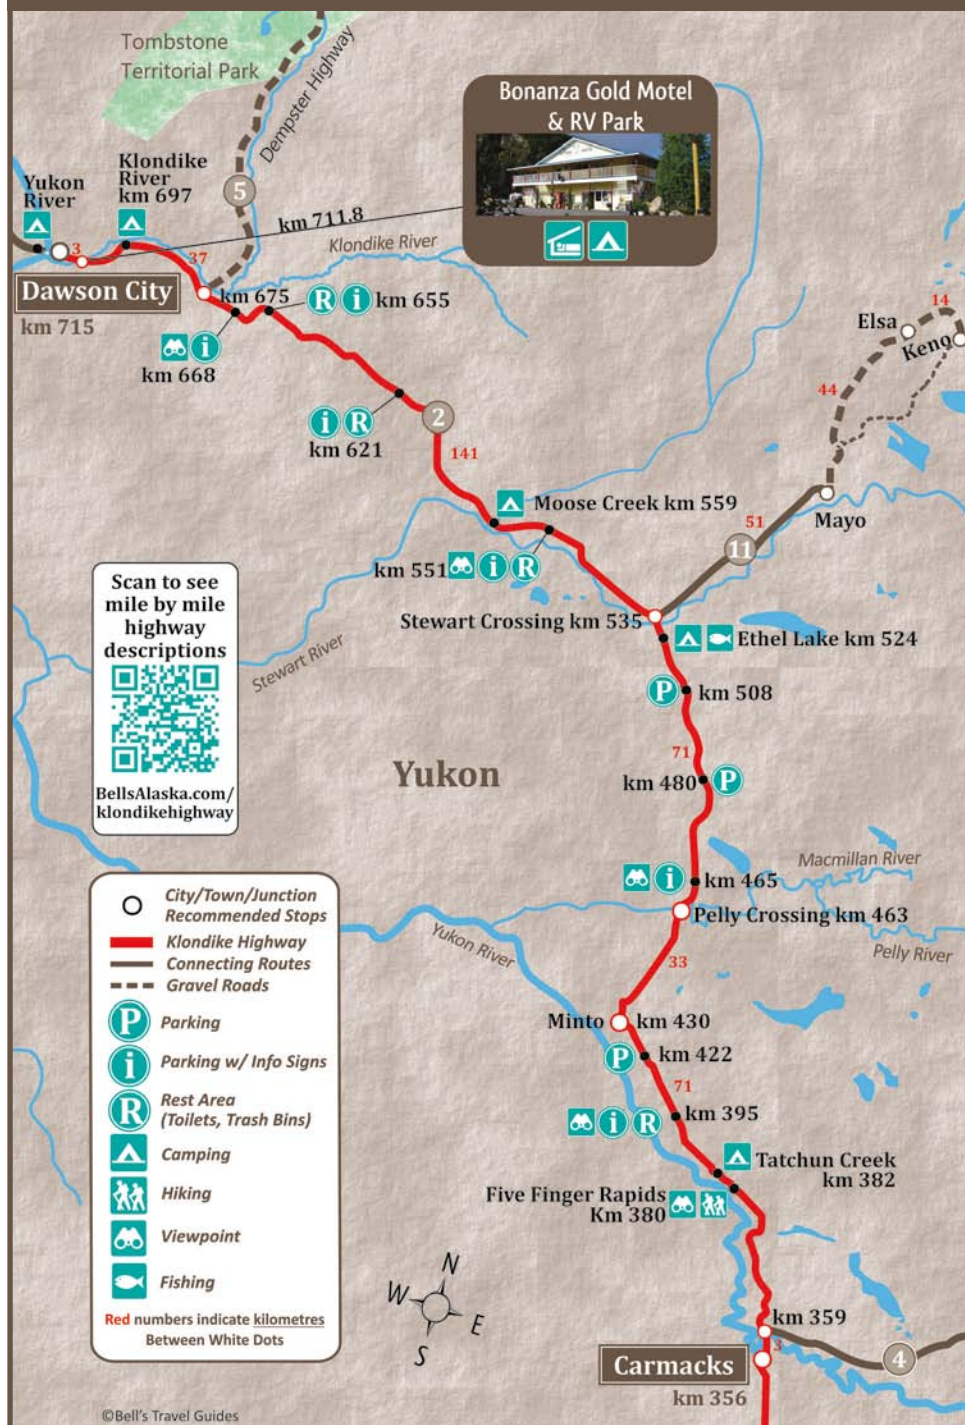 Tombstone
Territorial Park
Dempster Highway
Bonanza Gold Motel
& RV Park
Yukon
River
Klondike
River
km 697
5
km 711.8
Klondike River
3
37
Dawson City
km 715
km 675
R i km 655
i
km 668
i R
km 621
2
141
14
Elsa
Keno
44
Moose Creek km 559
Mayo
51
11
km 551
i R
Stewart Crossing km 535
Ethel Lake km 524
Stewart River
P
km 508
71
Yukon
km 480
P
Scan to see
mile by mile
highway
descriptions
BellsAlaska.com/
klondikehighway
Macmillan River
i
km 465
Pelly Crossing km 463
Pelly River
Yukon River
33
Minto
km 430
P
km 422
71
km 395
i R
Tatchun Creek
km 382
Five Finger Rapids
Km 380
City/Town/Junction
Recommended Stops
Klondike Highway
Connecting Routes
Gravel Roads
P Parking
i Parking w/ Info Signs
R Rest Area
(Toilets, Trash Bins)
Camping
Hiking
Viewpoint
Fishing
Red numbers indicate kilometres
Between White Dots
N
W
E
S
km 359
3
4
Carmacks
km 356
©Bell's Travel Guides